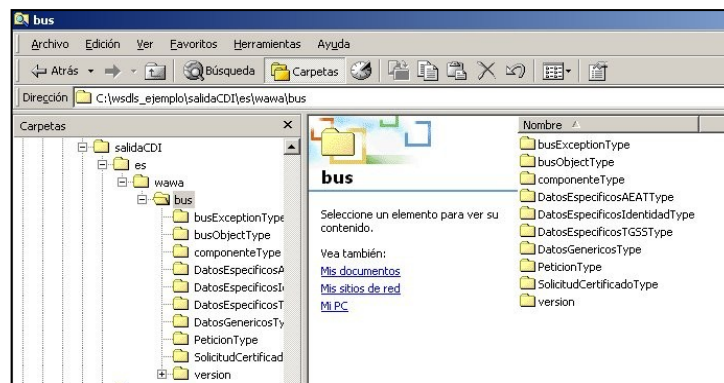 bus
Archivo Edición Ver Favoritos Herramientas Ayuda
Atrás Búsqueda Carpetas
Dirección C:\wsdls_ejemplo\salidaCDI\es\wawa\bus
Carpetas
salidaCDI
es
wawa
bus
busExceptionType
busObjectType
componenteType
DatosEspecificosA
DatosEspecificosI
DatosEspecificosT
DatosGenericosTy
PeticionType
SolicitudCertificad
version
bus
Seleccione un elemento para ver su
contenido.
Vea también:
Mis documentos
Mis sitios de red
Mi PC
Nombre
busExceptionType
busObjectType
componenteType
DatosEspecificosAEATType
DatosEspecificosIdentidadType
DatosEspecificosTGSSType
DatosGenericosType
PeticionType
SolicitudCertificadoType
version